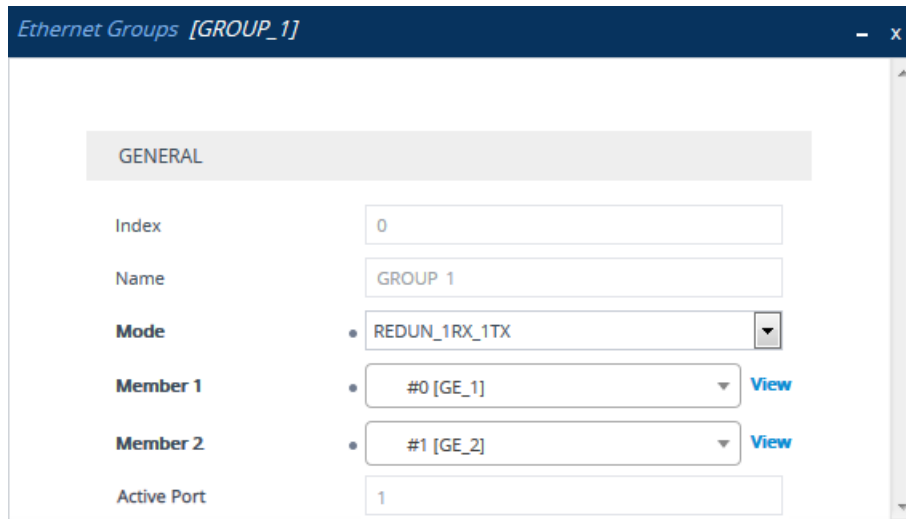 Ethernet Groups [GROUP_1] – x
GENERAL
Index 0
Name GROUP 1
Mode • REDUN_1RX_1TX
Member 1 • #0 [GE_1] View
Member 2 • #1 [GE_2] View
Active Port 1